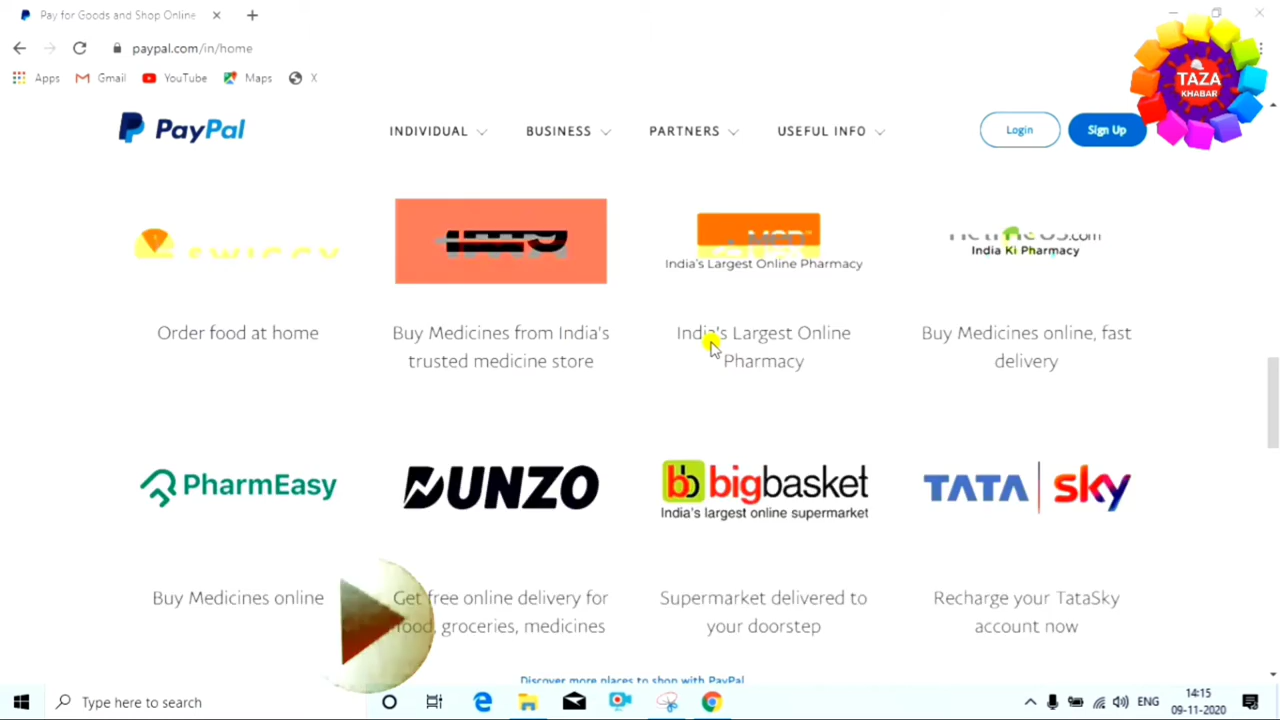 Pay for Goods and Shop Online
paypal.com/in/home
Apps Gmail YouTube Maps X
TAZA
KHABAR
PayPal
INDIVIDUAL BUSINESS PARTNERS USEFUL INFO
Login Sign Up
India's Largest Online Pharmacy
India Ki Pharmacy
Order food at home
Buy Medicines from India's
trusted medicine store
India's Largest Online
Pharmacy
Buy Medicines online, fast
delivery
PharmEasy
DUNZO
bb bigbasket
India's largest online supermarket
TATA sky
Buy Medicines online
Get free online delivery for
food, groceries, medicines
Supermarket delivered to
your doorstep
Recharge your TataSky
account now
Discover more places to shop with PayPal
Type here to search
ENG
14:15
09-11-2020